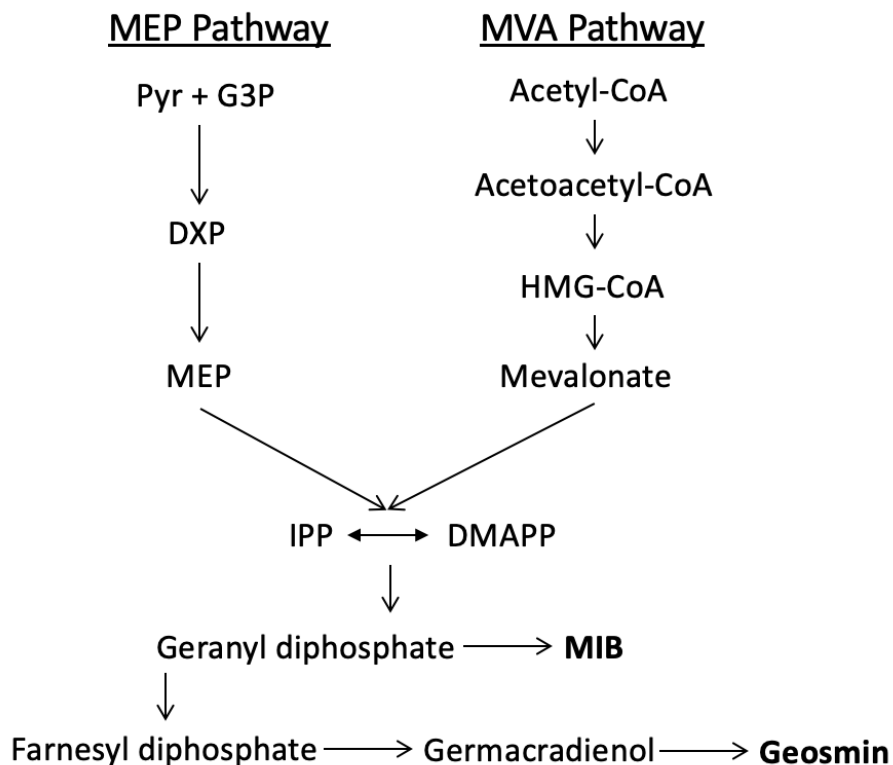 MEP Pathway
MVA Pathway
Pyr + G3P
Acetyl-CoA
Acetoacetyl-CoA
DXP
HMG-CoA
MEP
Mevalonate
IPP
DMAPP
Geranyl diphosphate
MIB
Farnesyl diphosphate
Germacradienol
Geosmin